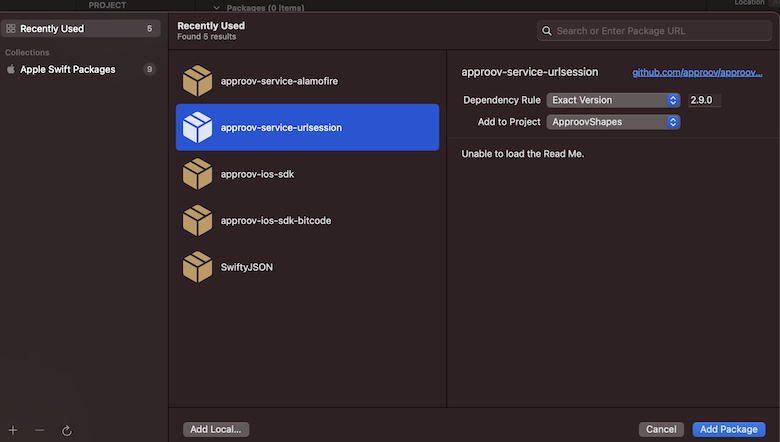 PROJECT
Packages (0 items)
Location
Recently Used 5
Collections
Apple Swift Packages 9
Recently Used
Found 5 results
Search or Enter Package URL
approov-service-alamofire
approov-service-urlsession
approov-ios-sdk
approov-ios-sdk-bitcode
SwiftyJSON
approov-service-urlsession github.com/approov/approov...
Dependency Rule Exact Version 2.9.0
Add to Project ApproovShapes
Unable to load the Read Me.
Add Local...
Cancel
Add Package